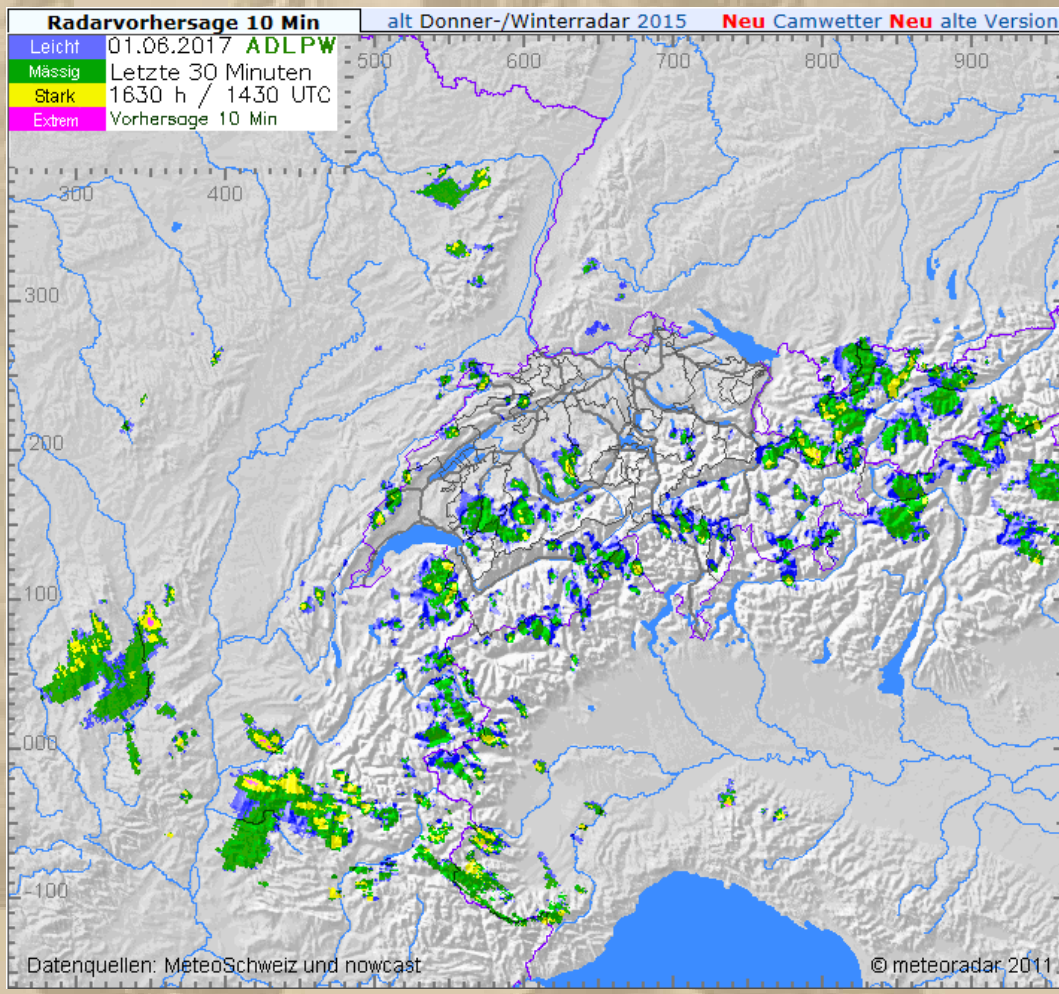 Radarvorhersage 10 Min
alt Donner-/Winterradar 2015 Neu Camwetter Neu alte Version
Leicht 01.06.2017 ADLPW
Mässig Letzte 30 Minuten
Stark 1630 h / 1430 UTC
Extrem Vorhersage 10 Min
500 600 700 800 900
300 400
300
200
100
000
-100
Datenquellen: MeteoSchweiz und nowcast
© meteoradar 2011